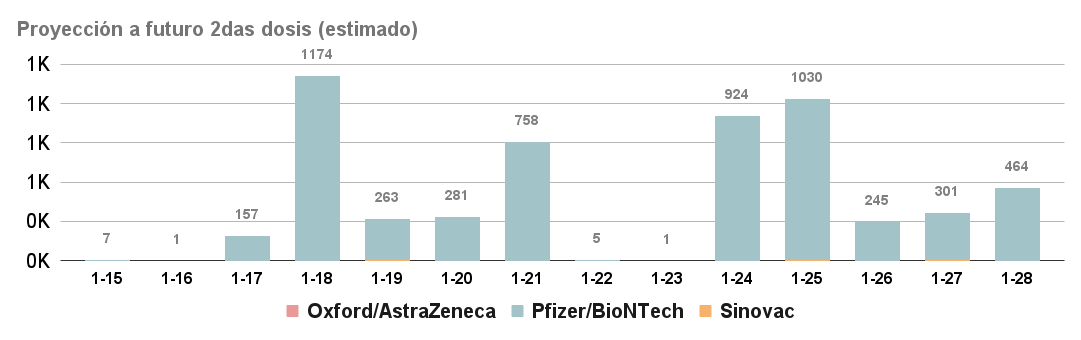 Proyección a futuro 2das dosis (estimado)
1K
1K
1K
1K
0K
0K
7
1
157
1174
263
281
758
5
1
924
1030
245
301
464
1-15 1-16 1-17 1-18 1-19 1-20 1-21 1-22 1-23 1-24 1-25 1-26 1-27 1-28
Oxford/AstraZeneca Pfizer/BioNTech Sinovac